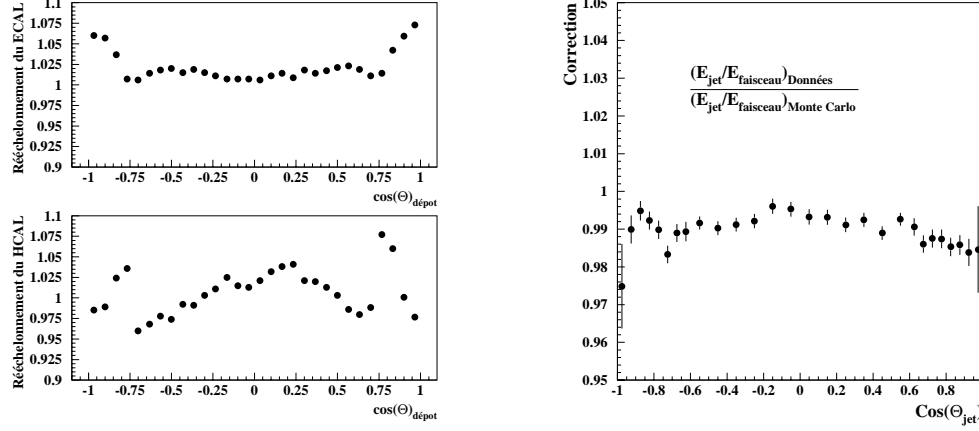 Rééchelonnement du ECAL
1.1
1.075
1.05
1.025
1
0.975
0.95
0.925
0.9
-1 -0.75 -0.5 -0.25 0 0.25 0.5 0.75 1
cos(Θ)dépot
Rééchelonnement du HCAL
1.1
1.075
1.05
1.025
1
0.975
0.95
0.925
0.9
-1 -0.75 -0.5 -0.25 0 0.25 0.5 0.75 1
cos(Θ)dépot
Correction
1.05
1.04
1.03
1.02
1.01
1
0.99
0.98
0.97
0.96
0.95
(Ejet/Efaisceau)Données
(Ejet/Efaisceau)Monte Carlo
-1 -0.8 -0.6 -0.4 -0.2 0 0.2 0.4 0.6 0.8
Cos(Θjet)